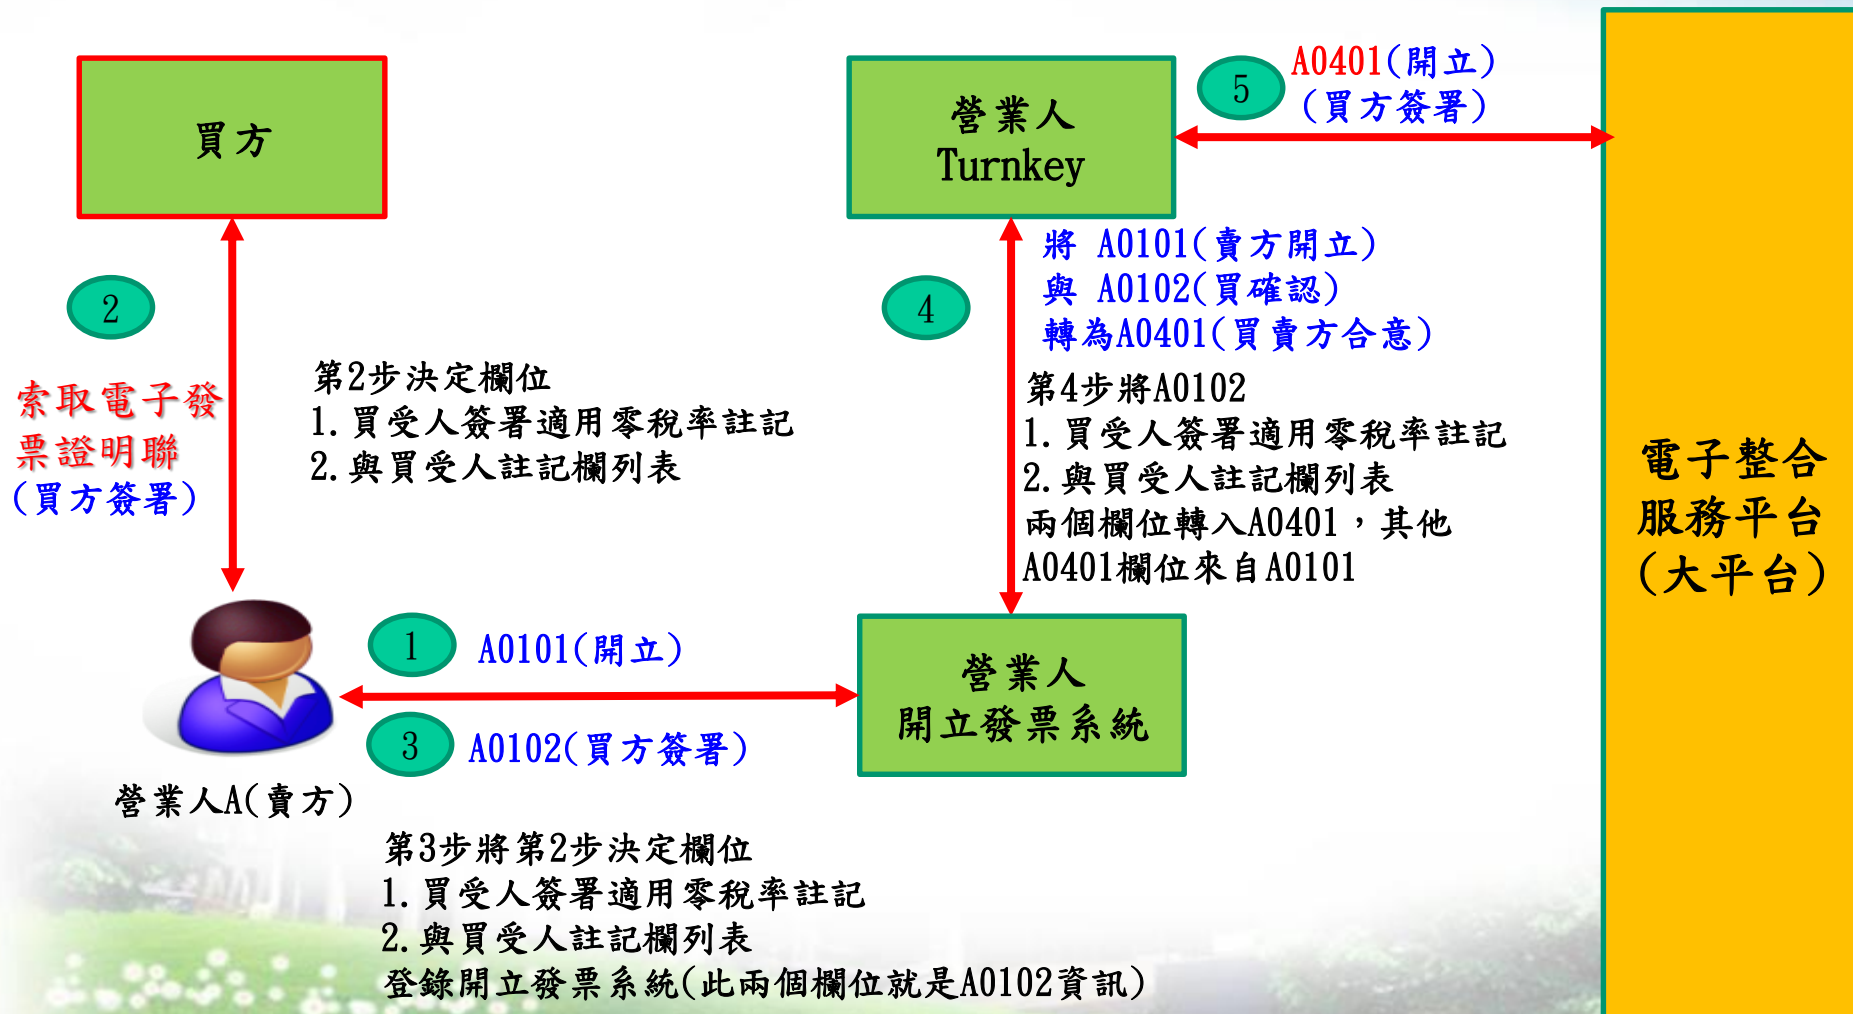 買方
營業人
Turnkey
5
A0401(開立)
(買方簽署)
2
索取電子發
票證明聯
(買方簽署)
第2步決定欄位
1.買受人簽署適用零稅率註記
2.與買受人註記欄列表
4
將 A0101(賣方開立)
與 A0102(買確認)
轉為A0401(買賣方合意)
第4步將A0102
1.買受人簽署適用零稅率註記
2.與買受人註記欄列表
兩個欄位轉入A0401，其他
A0401欄位來自A0101
電子整合
服務平台
(大平台)
1
A0101(開立)
3
A0102(買方簽署)
營業人
開立發票系統
營業人A(賣方)
第3步將第2步決定欄位
1.買受人簽署適用零稅率註記
2.與買受人註記欄列表
登錄開立發票系統(此兩個欄位就是A0102資訊)